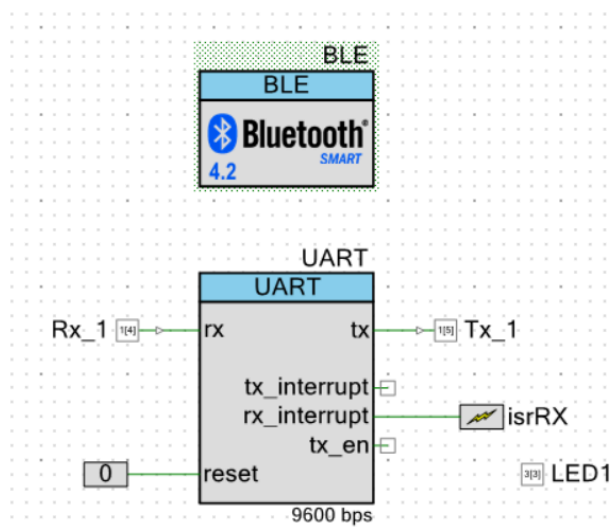 BLE
BLE
Bluetooth®
SMART
4.2
UART
UART
Rx_1 1[4] rx tx 1[5] Tx_1
tx_interrupt
rx_interrupt isrRX
tx_en
0 reset 3[3] LED1
9600 bps